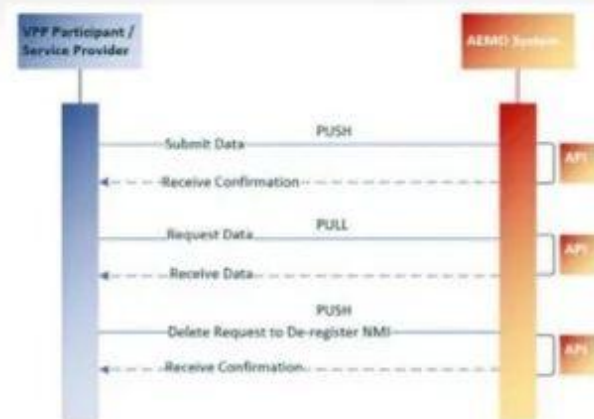 VPP Participant /
Service Provider
AEMO System
PUSH
Submit Data
API
Receive Confirmation
PULL
Request Data
API
Receive Data
PUSH
Delete Request to De-register NMI
API
Receive Confirmation